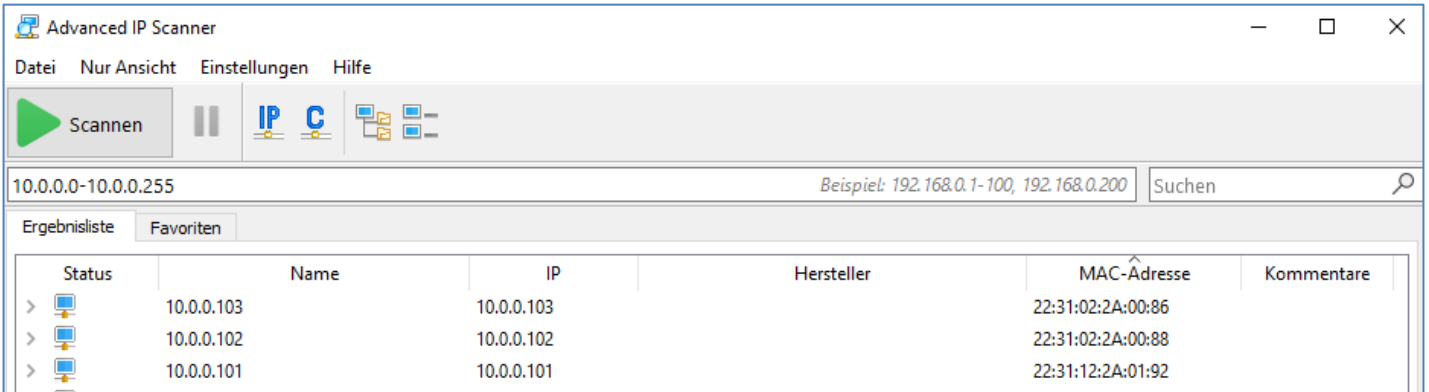 Advanced IP Scanner
Datei Nur Ansicht Einstellungen Hilfe
Scannen IP C
10.0.0.0-10.0.0.255 Beispiel: 192.168.0.1-100, 192.168.0.200 Suchen
Ergebnisliste Favoriten
Status Name IP Hersteller MAC-Adresse Kommentare
10.0.0.103 10.0.0.103 22:31:02:2A:00:86
10.0.0.102 10.0.0.102 22:31:02:2A:00:88
10.0.0.101 10.0.0.101 22:31:12:2A:01:92